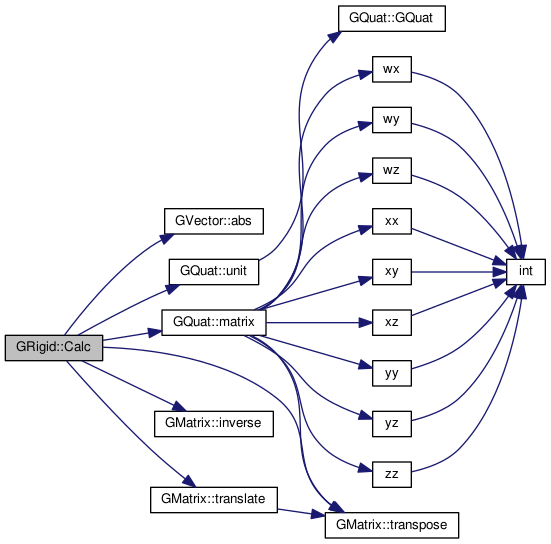 GQuat::GQuat
wx
wy
wz
GVector::abs
xx
GQuat::unit
xy
int
GQuat::matrix
xz
GRigid::Calc
yy
GMatrix::inverse
yz
zz
GMatrix::translate
GMatrix::transpose